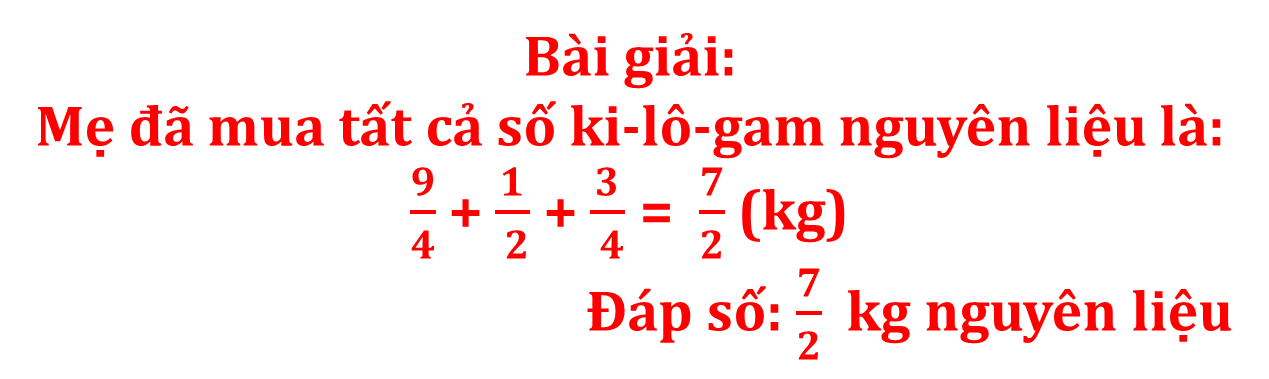 Bài giải:
Mẹ đã mua tất cả số ki-lô-gam nguyên liệu là:
9/4 + 1/2 + 3/4 = 7/2 (kg)
Đáp số: 7/2 kg nguyên liệu